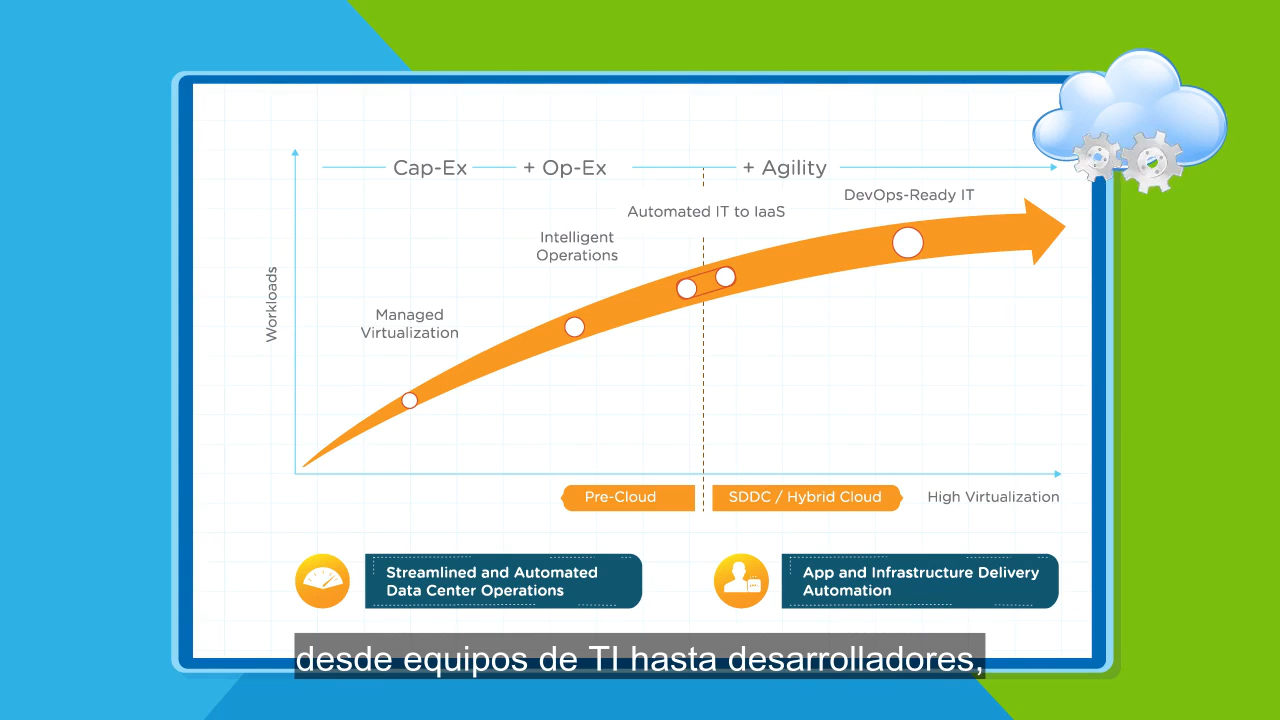 Cap-Ex
+ Op-Ex
+ Agility
DevOps-Ready IT
Automated IT to IaaS
Intelligent
Operations
Managed
Virtualization
Workloads
Pre-Cloud
SDDC / Hybrid Cloud
High Virtualization
Streamlined and Automated
Data Center Operations
App and Infrastructure Delivery
Automation
desde equipos de TI hasta desarrolladores,